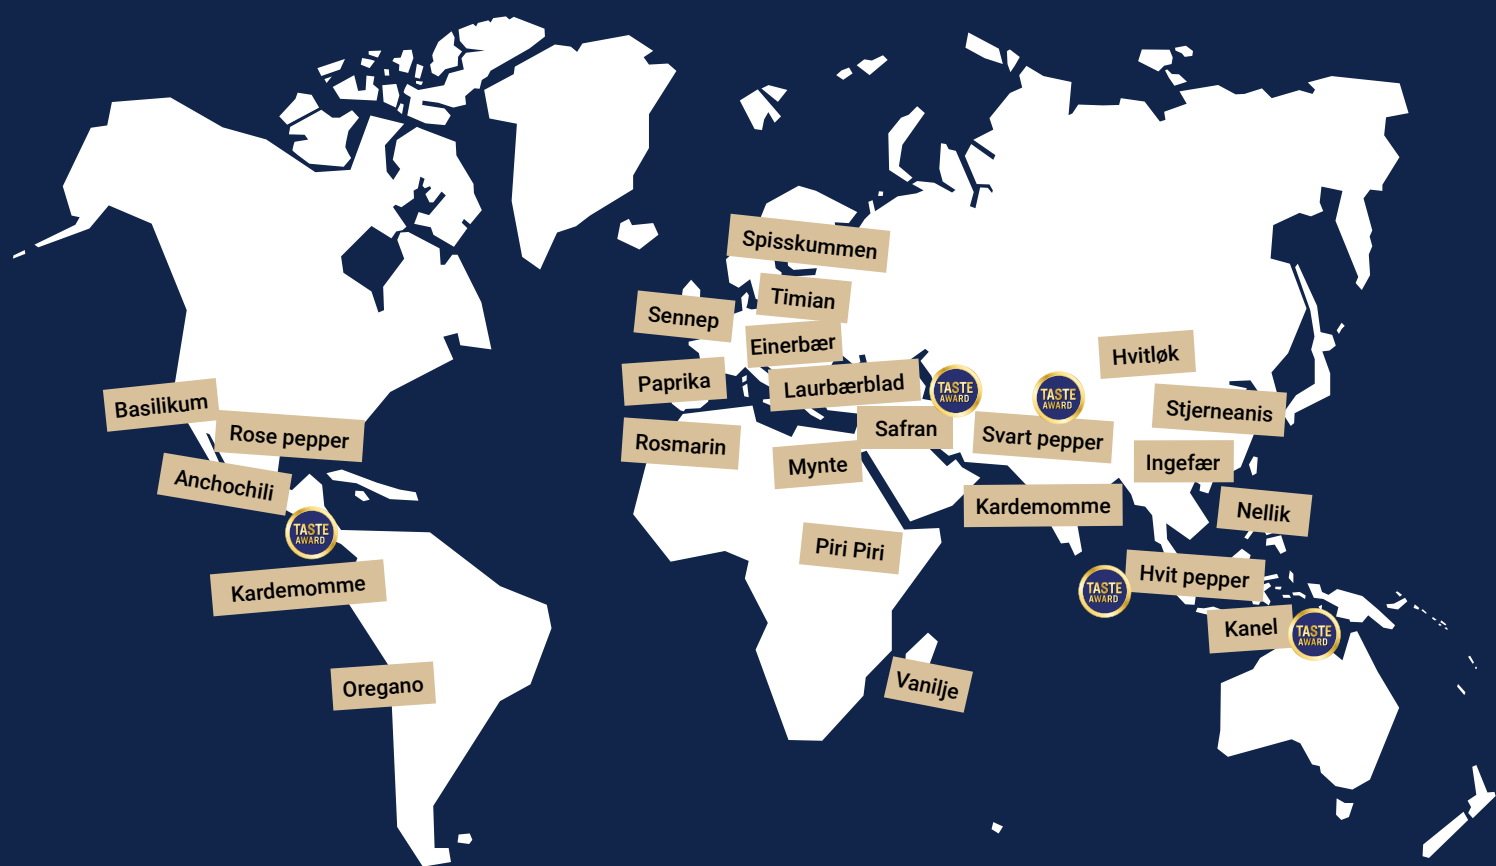 Spisskummen
Timian
Sennep
Einerbær
Hvitløk
Paprika
Laurbærblad
TASTE
AWARD
TASTE
AWARD
Basilikum
Stjerneanis
Rose pepper
Safran
Svart pepper
Rosmarin
Mynte
Ingefær
Anchochili
Kardemomme
Nellik
TASTE
AWARD
Piri Piri
Kardemomme
TASTE
AWARD
Hvit pepper
Kanel
TASTE
AWARD
Oregano
Vanilje